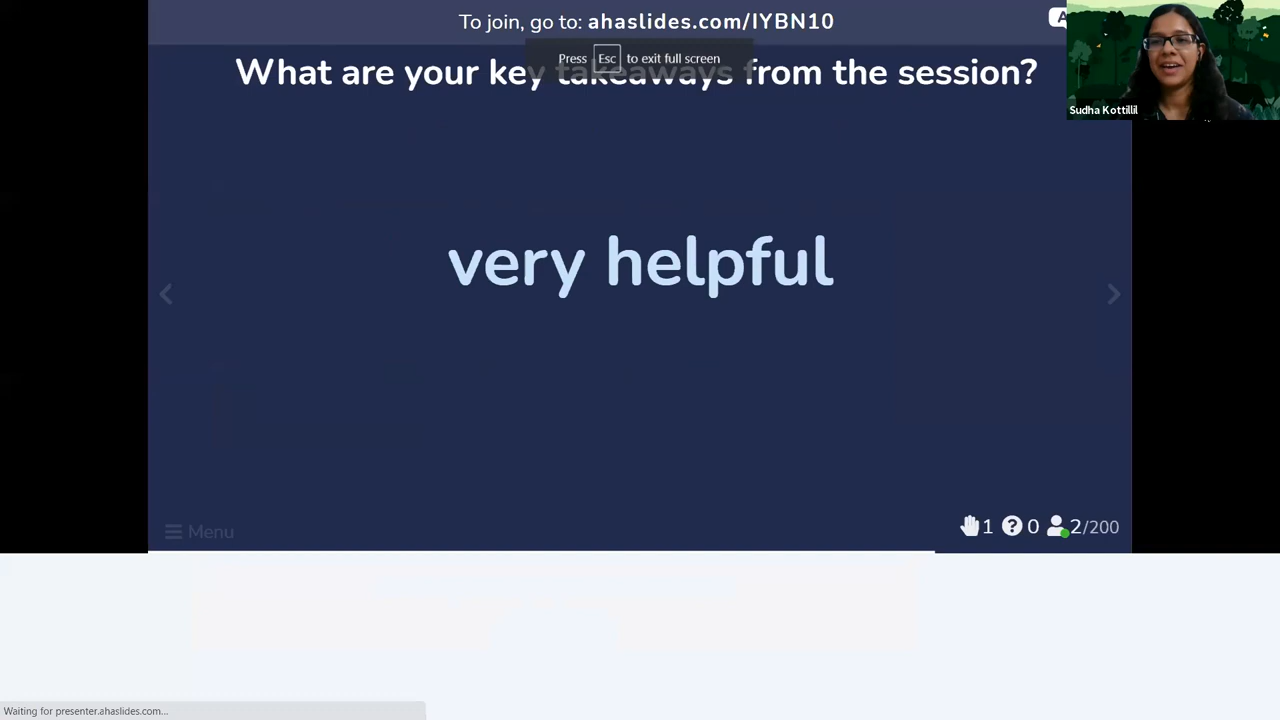 To join, go to: ahaslides.com/IYBN10
Press Esc to exit full screen
What are your key takeaways from the session?
Sudha Kottillil
very helpful
Menu
1 ? 0 2/200
Waiting for presenter.ahaslides.com...